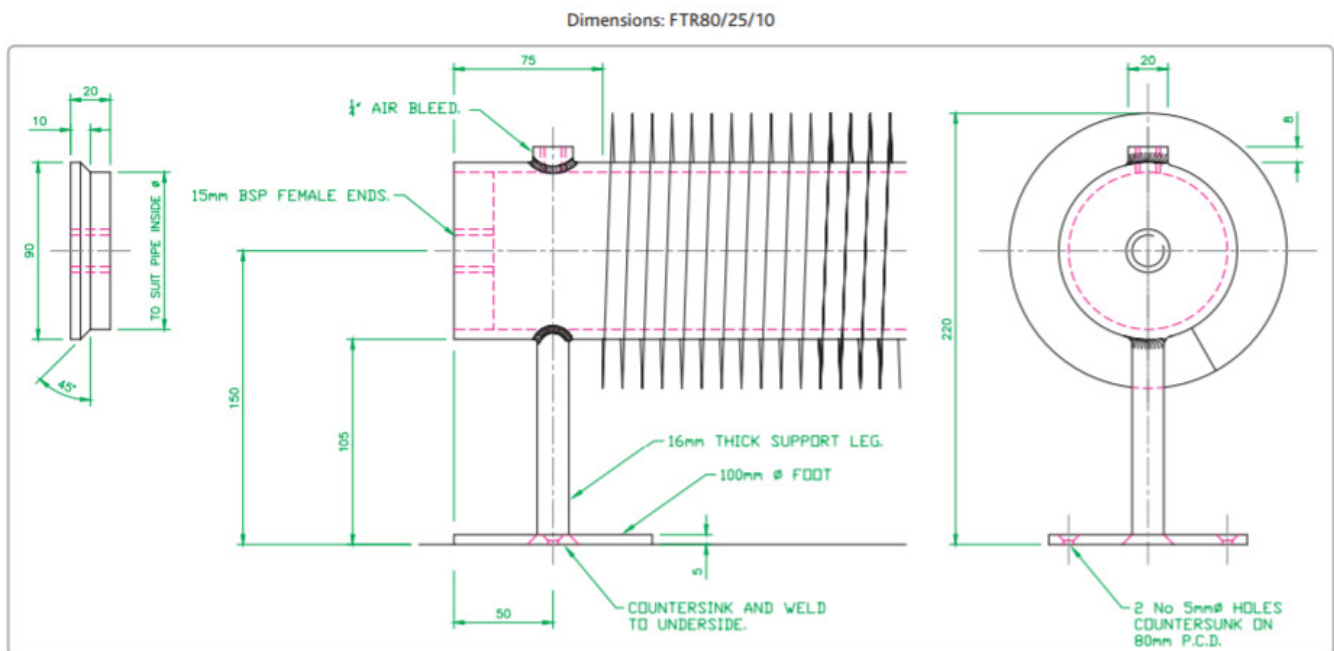 Dimensions: FTR80/25/10
20
10
90
TO SUIT PIPE INSIDE ø
45°
75
¼" AIR BLEED.
15mm BSP FEMALE ENDS.
150
105
16mm THICK SUPPORT LEG.
100mm ø FOOT
5
50
COUNTERSINK AND WELD
TO UNDERSIDE.
20
8
220
2 No 5mmø HOLES
COUNTERSUNK ON
80mm P.C.D.